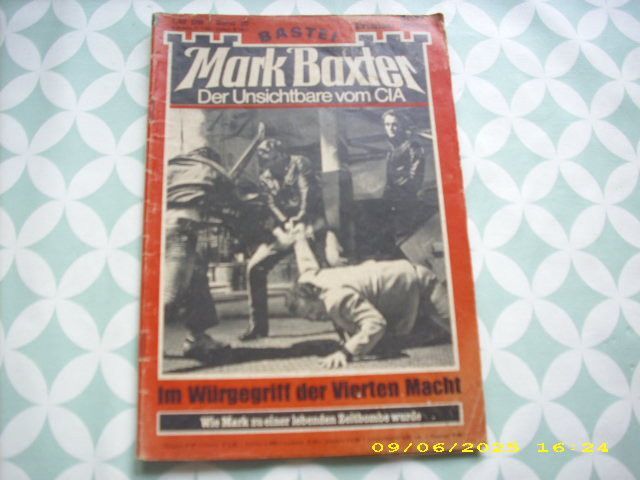 BASTEI
Mark Baxter
Der Unsichtbare vom CIA
Im Würgegriff der Vierten Macht
Wie Mark zu einer lebenden Zeitbombe wurde
09/06/2025 16:24